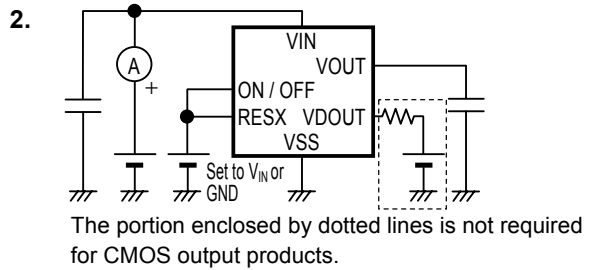 2.
VIN
VOUT
A
+
ON / OFF
RESX VDOUT
VSS
Set to VIN or
GND
The portion enclosed by dotted lines is not required
for CMOS output products.